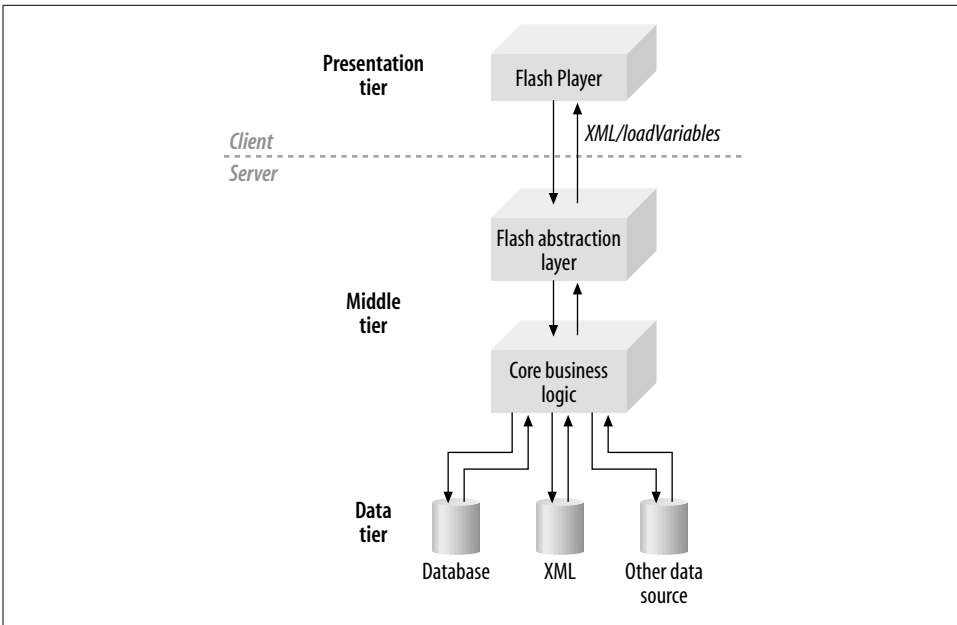 Presentation
tier
Flash Player
XML/loadVariables
Client
Server
Flash abstraction
layer
Middle
tier
Core business
logic
Data
tier
Database
XML
Other data
source